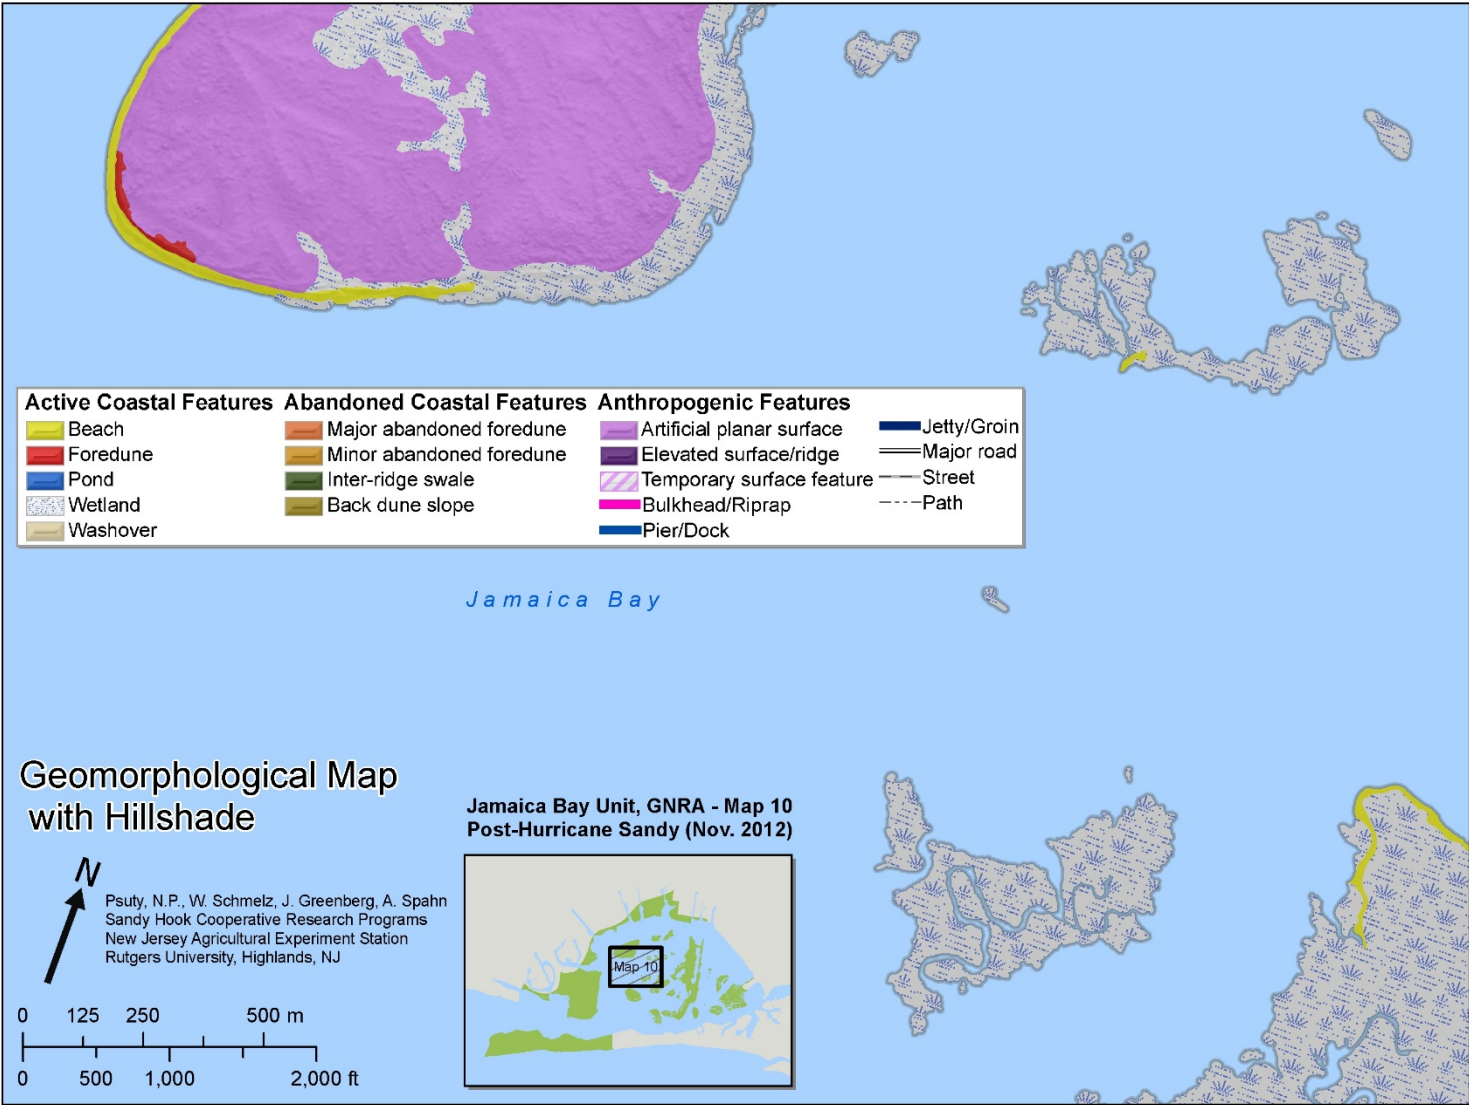 Active Coastal Features
Beach
Foredune
Pond
Wetland
Washover
Abandoned Coastal Features
Major abandoned foredune
Minor abandoned foredune
Inter-ridge swale
Back dune slope
Anthropogenic Features
Artificial planar surface
Elevated surface/ridge
Temporary surface feature
Bulkhead/Riprap
Pier/Dock
Jetty/Groin
Major road
Street
Path
Jamaica Bay
Geomorphological Map
with Hillshade
N
Psuty, N.P., W. Schmelz, J. Greenberg, A. Spahn
Sandy Hook Cooperative Research Programs
New Jersey Agricultural Experiment Station
Rutgers University, Highlands, NJ
0 125 250 500 m
0 500 1,000 2,000 ft
Jamaica Bay Unit, GNRA - Map 10
Post-Hurricane Sandy (Nov. 2012)
Map 10